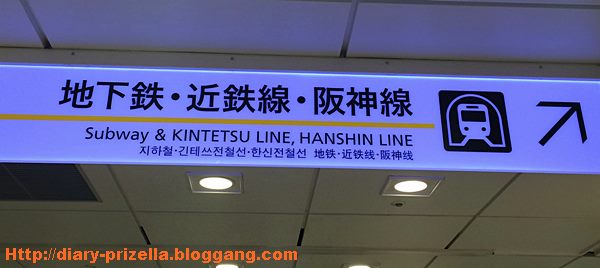 地下鉄・近鉄線・阪神線
Subway & KINTETSU LINE, HANSHIN LINE
지하철·긴테쓰전철선·한신전철선 地铁·近铁线·阪神线
Http://diary-prizella.bloggang.com